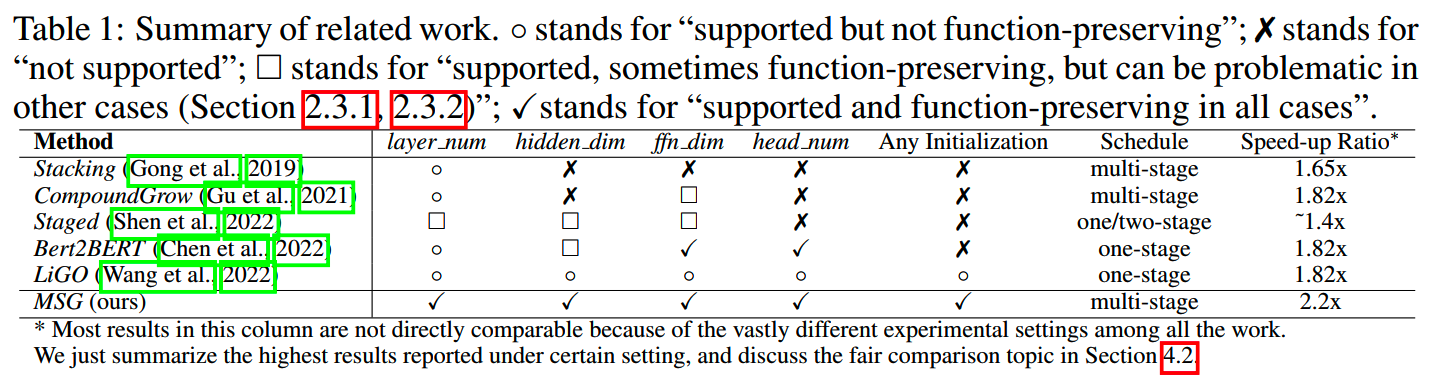 Table 1: Summary of related work. ○ stands for “supported but not function-preserving”; ✗ stands for
“not supported”; □ stands for “supported, sometimes function-preserving, but can be problematic in
other cases (Section 2.3.1, 2.3.2)”; ✓ stands for “supported and function-preserving in all cases”.
Method layer_num hidden_dim ffn_dim head_num Any Initialization Schedule Speed-up Ratio*
Stacking (Gong et al., 2019) ○ ✗ ✗ ✗ ✗ multi-stage 1.65x
CompoundGrow (Gu et al., 2021) ○ ✗ □ ✗ ✗ multi-stage 1.82x
Staged (Shen et al., 2022) □ □ □ ✗ ✗ one/two-stage ˜1.4x
Bert2BERT (Chen et al., 2022) ○ □ ✓ ✓ ✗ one-stage 1.82x
LiGO (Wang et al., 2022) ○ ○ ○ ○ ○ one-stage 1.82x
MSG (ours) ✓ ✓ ✓ ✓ ✓ multi-stage 2.2x
* Most results in this column are not directly comparable because of the vastly different experimental settings among all the work.
We just summarize the highest results reported under certain setting, and discuss the fair comparison topic in Section 4.2.